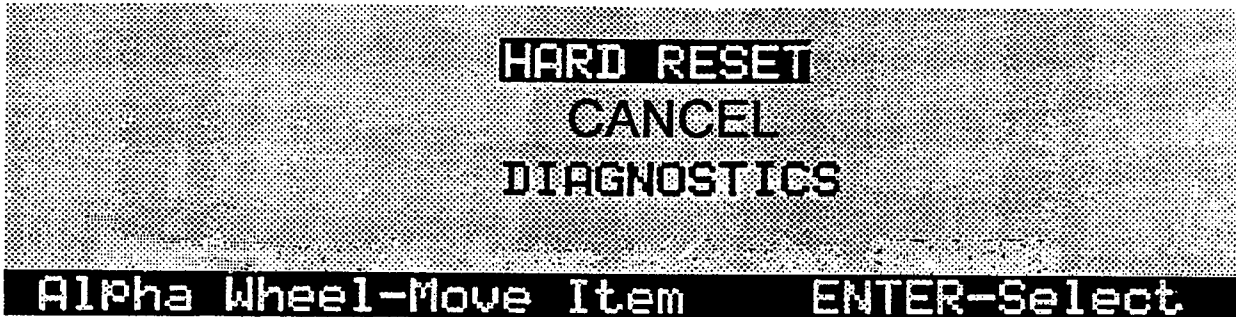 HARD RESET
CANCEL
DIAGNOSTICS
Alpha Wheel-Move Item ENTER-Select